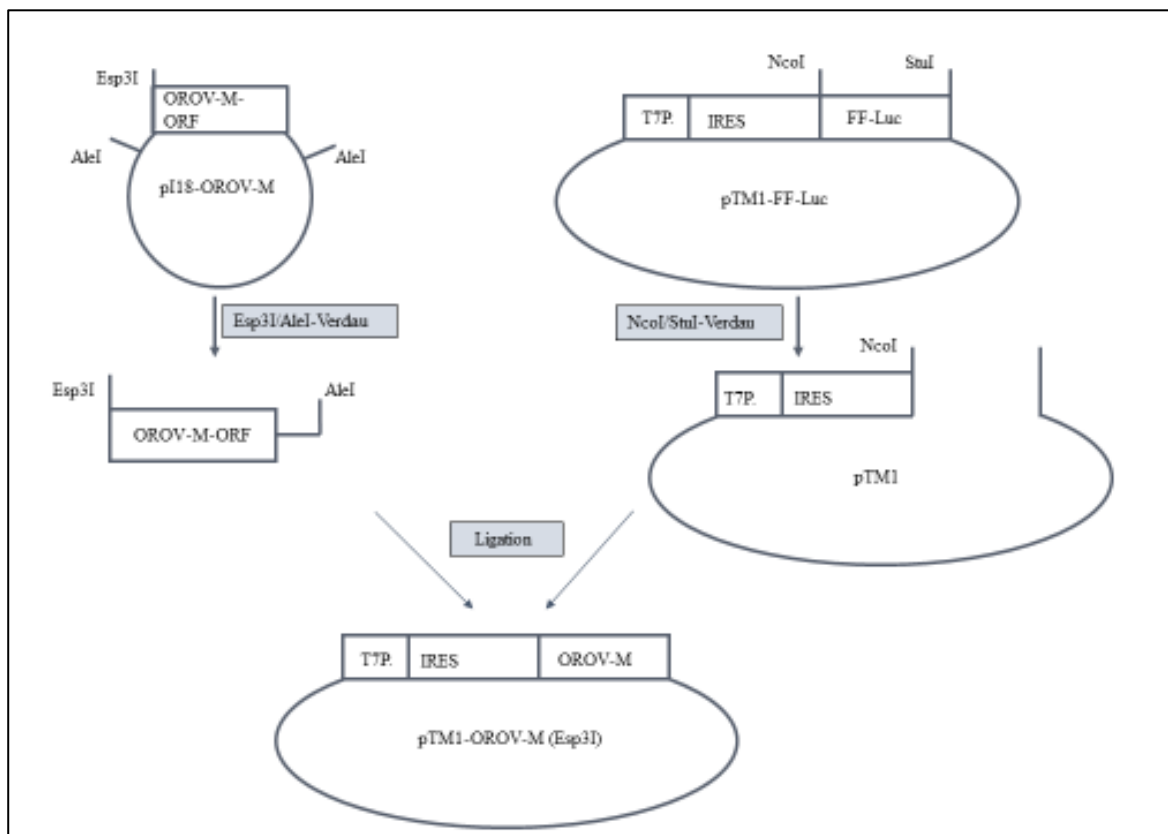 Esp3I
OROV-M-
ORF
AleI
AleI
pI18-OROV-M
NcoI
StuI
T7P.
IRES
FF-Luc
pTM1-FF-Luc
Esp3I/AleI-Verdau
NcoI/StuI-Verdau
Esp3I
AleI
OROV-M-ORF
NcoI
T7P.
IRES
pTM1
Ligation
T7P.
IRES
OROV-M
pTM1-OROV-M (Esp3I)